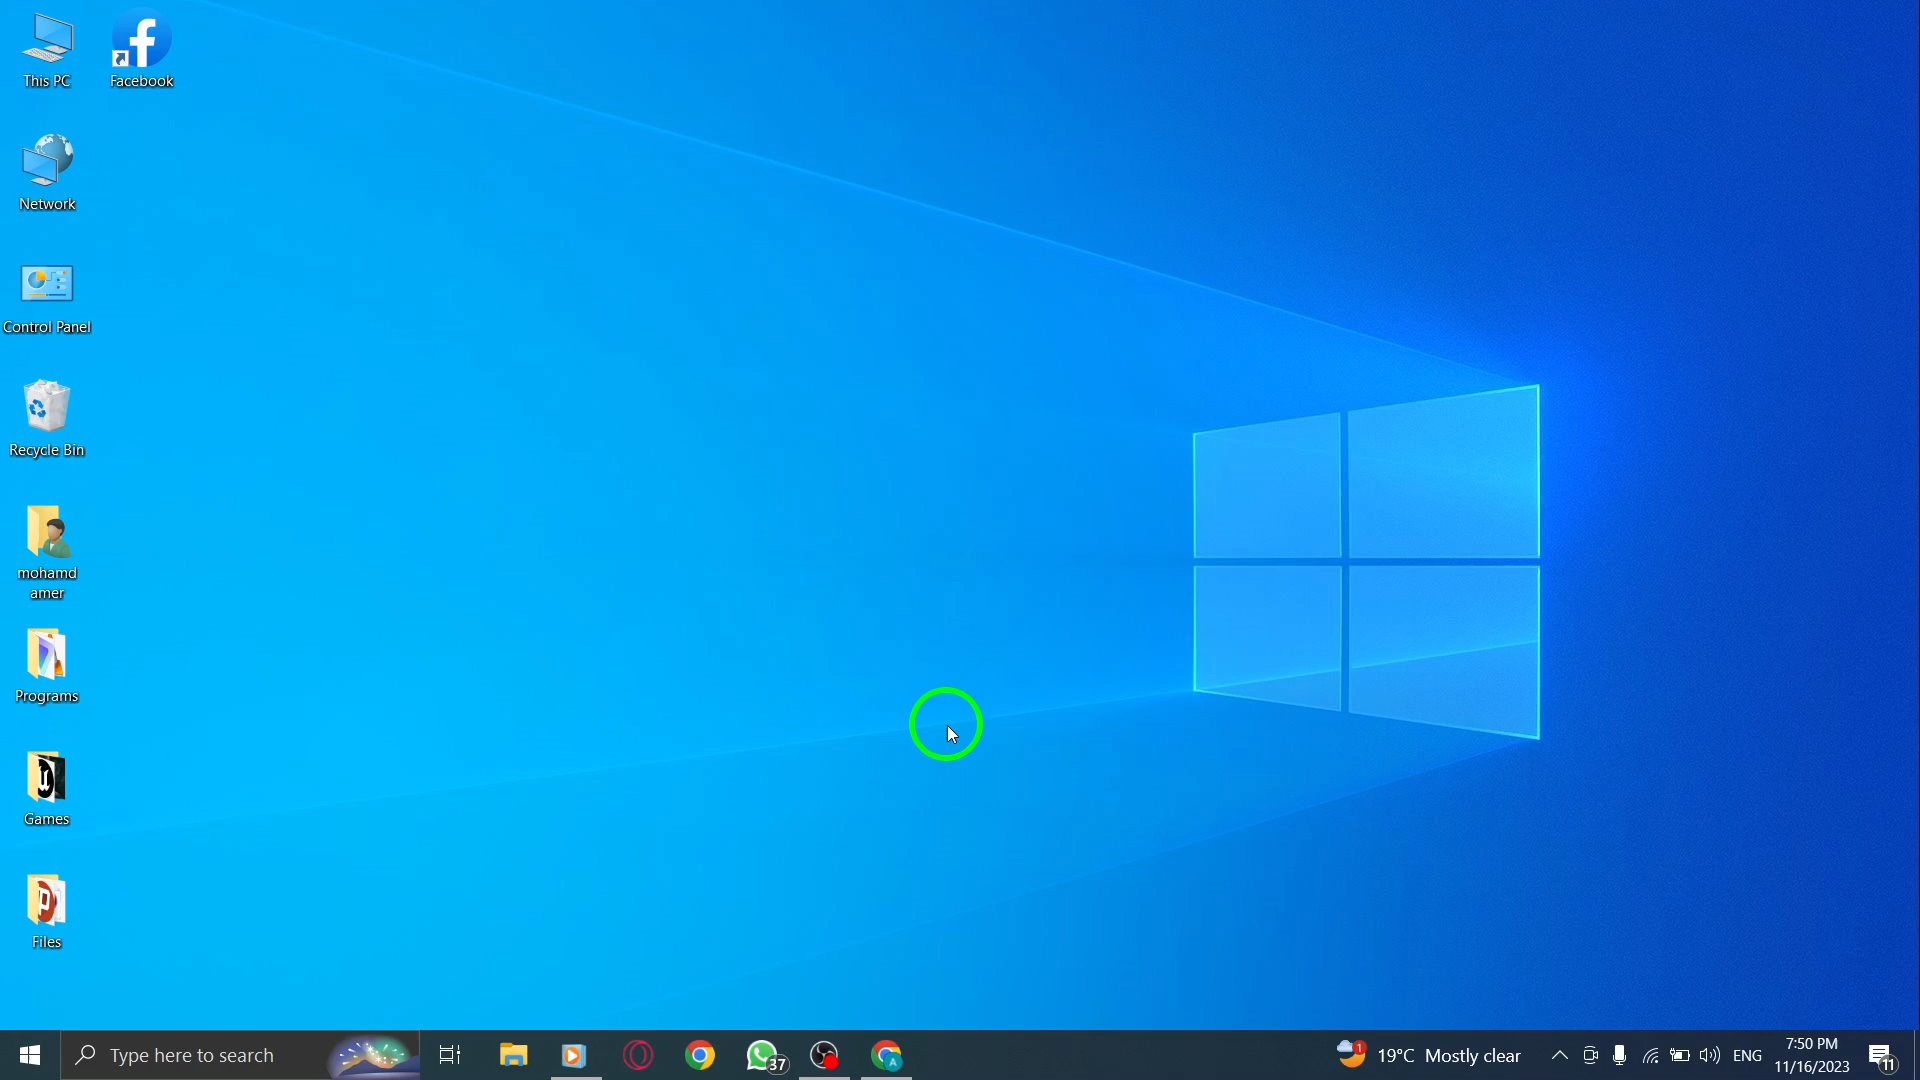 This PC
Facebook
Network
Control Panel
Recycle Bin
mohamd
amer
Programs
Games
Files
Type here to search
37
1
19°C Mostly clear
ENG
7:50 PM
11/16/2023
11